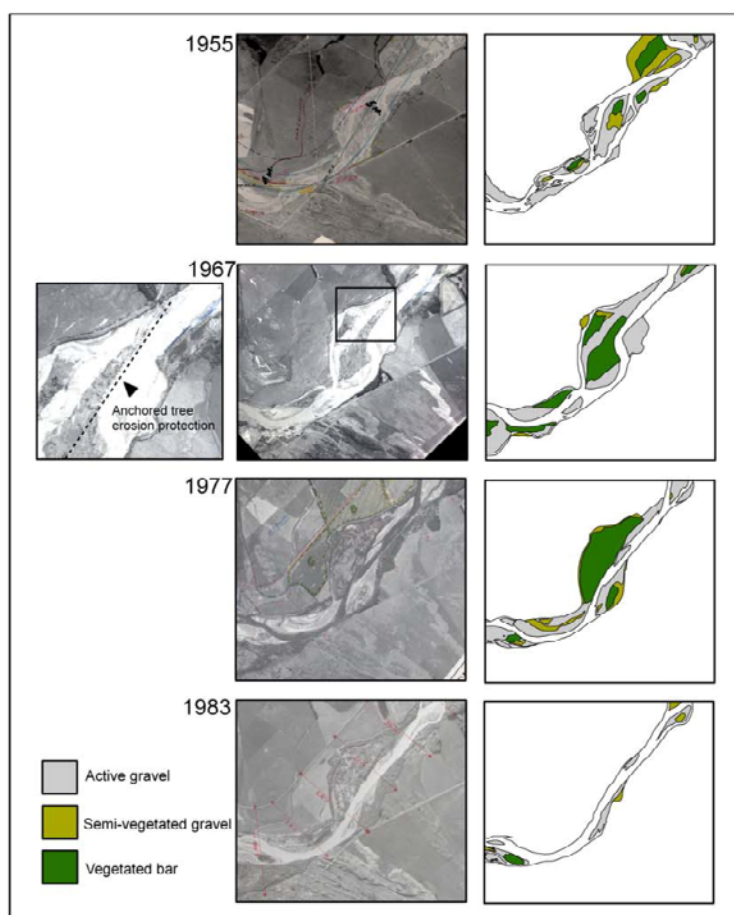 1955
1967
Anchored tree
erosion protection
1977
1983
Active gravel
Semi-vegetated gravel
Vegetated bar